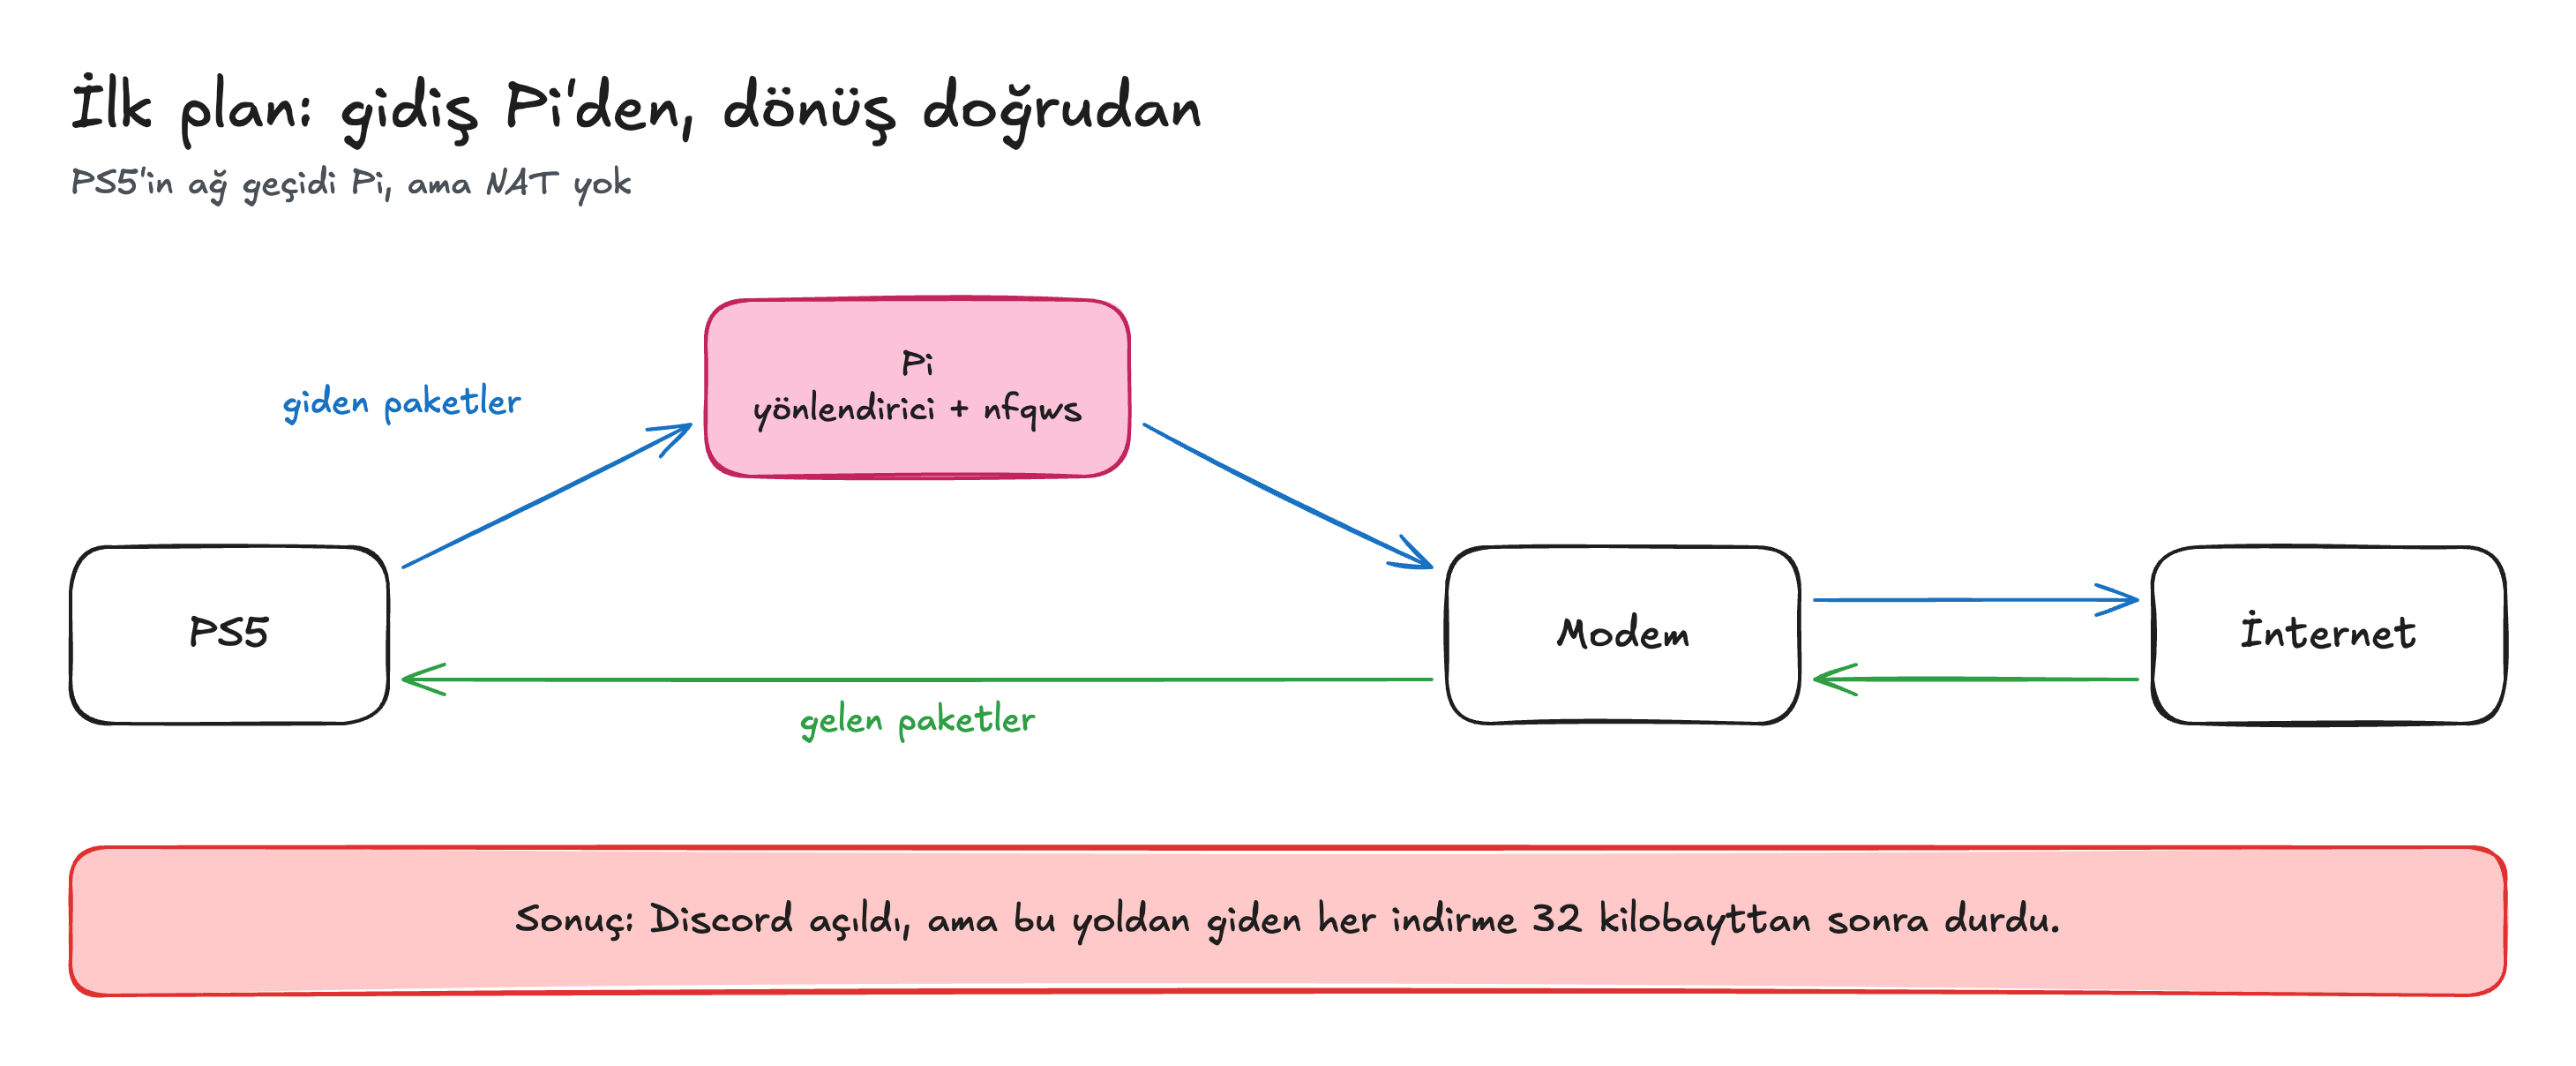 İlk plan: gidiş Pi'den, dönüş doğrudan
PS5'in ağ geçidi Pi, ama NAT yok
Pi
yönlendirici + nfqws
giden paketler
PS5
Modem
İnternet
gelen paketler
Sonuç: Discord açıldı, ama bu yoldan giden her indirme 32 kilobayttan sonra durdu.